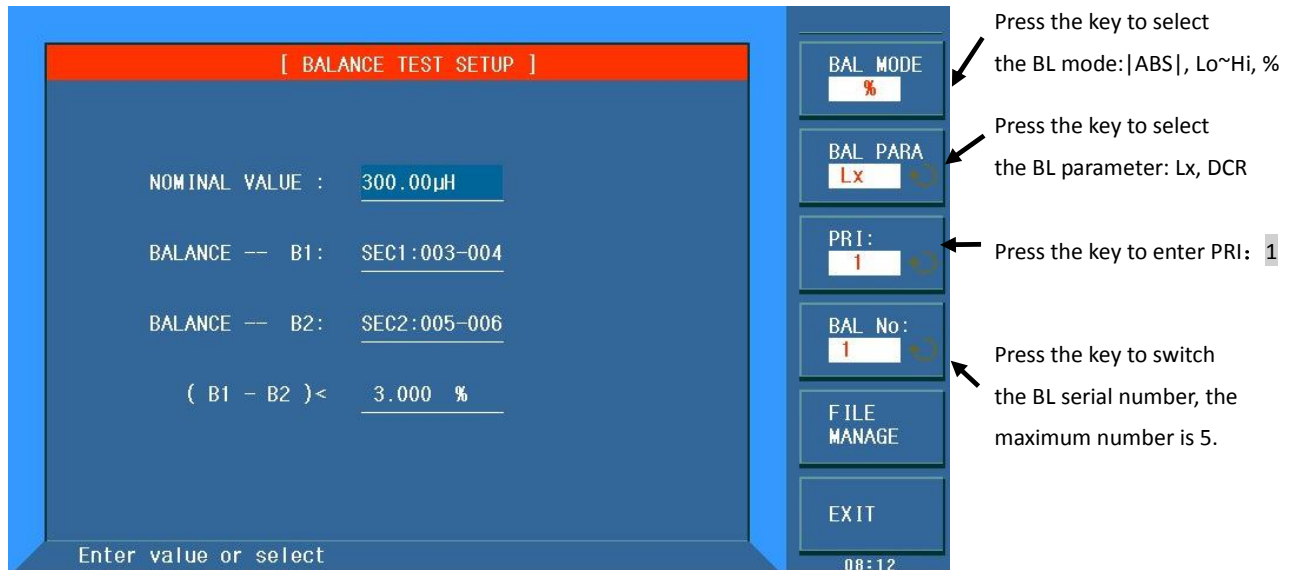 [ BALANCE TEST SETUP ]
NOMINAL VALUE : 300.00μH
BALANCE -- B1: SEC1:003-004
BALANCE -- B2: SEC2:005-006
( B1 - B2 )< 3.000 %
Enter value or select
BAL MODE
%
BAL PARA
Lx
PRI:
1
BAL No:
1
FILE
MANAGE
EXIT
08:12
Press the key to select
the BL mode:|ABS|, Lo~Hi, %
Press the key to select
the BL parameter: Lx, DCR
Press the key to enter PRI：1
Press the key to switch
the BL serial number, the
maximum number is 5.